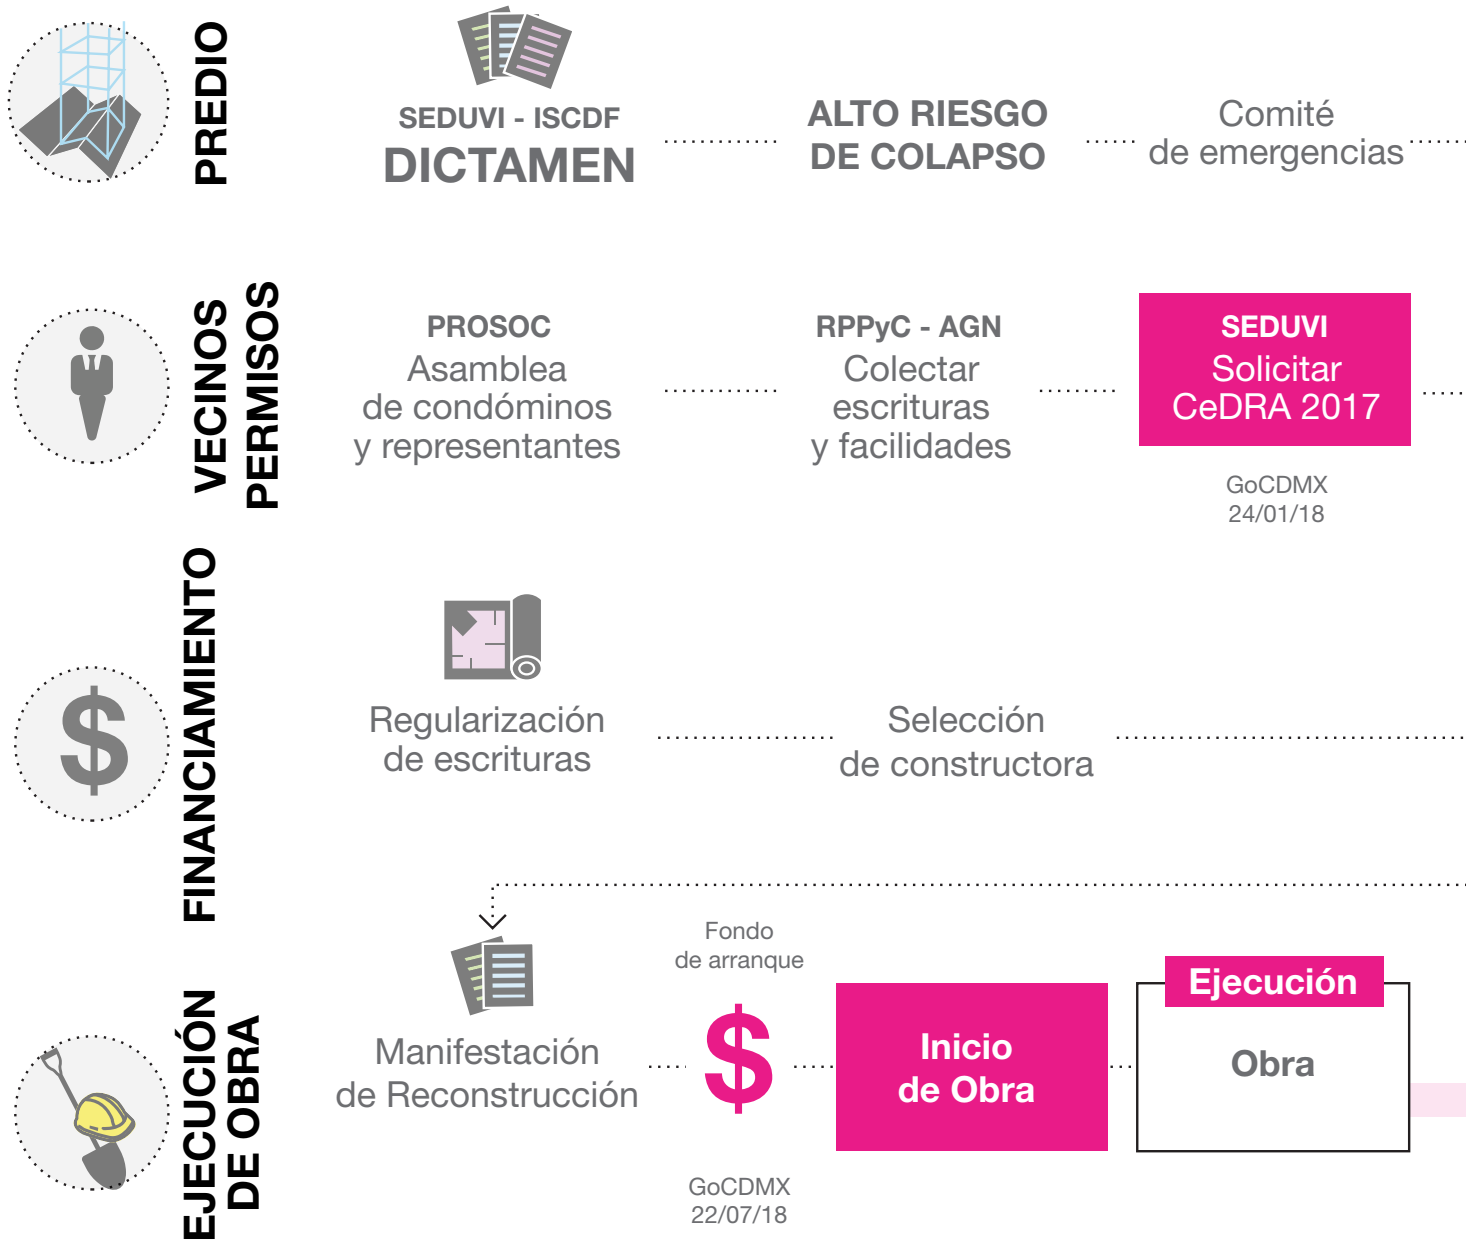 PREDIO
SEDUVI - ISCDF
DICTAMEN
ALTO RIESGO
DE COLAPSO
Comité
de emergencias
VECINOS
PERMISOS
PROSOC
Asamblea
de condóminos
y representantes
RPPyC - AGN
Colectar
escrituras
y facilidades
SEDUVI
Solicitar
CeDRA 2017
GoCDMX
24/01/18
FINANCIAMIENTO
$
Regularización
de escrituras
Selección
de constructora
EJECUCIÓN
DE OBRA
Manifestación
de Reconstrucción
Fondo
de arranque
$
GoCDMX
22/07/18
Inicio
de Obra
Ejecución
Obra